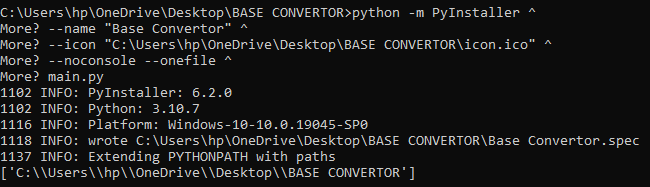 C:\Users\hp\OneDrive\Desktop\BASE CONVERTOR>python -m PyInstaller ^
More? --name "Base Convertor" ^
More? --icon "C:\Users\hp\OneDrive\Desktop\BASE CONVERTOR\icon.ico" ^
More? --noconsole --onefile ^
More? main.py
1102 INFO: PyInstaller: 6.2.0
1102 INFO: Python: 3.10.7
1116 INFO: Platform: Windows-10-10.0.19045-SP0
1118 INFO: wrote C:\Users\hp\OneDrive\Desktop\BASE CONVERTOR\Base Convertor.spec
1137 INFO: Extending PYTHONPATH with paths
['C:\\Users\\hp\\OneDrive\\Desktop\\BASE CONVERTOR']